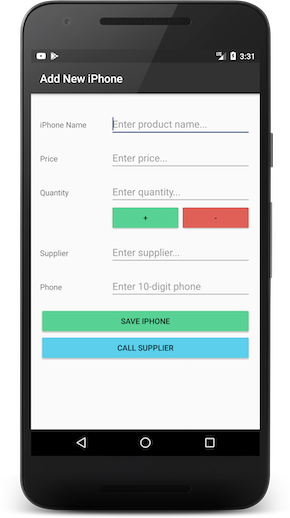 LTE 3:31
Add New iPhone
iPhone Name Enter product name...
Price Enter price...
Quantity Enter quantity...
+ -
Supplier Enter supplier...
Phone Enter 10-digit phone
SAVE IPHONE
CALL SUPPLIER